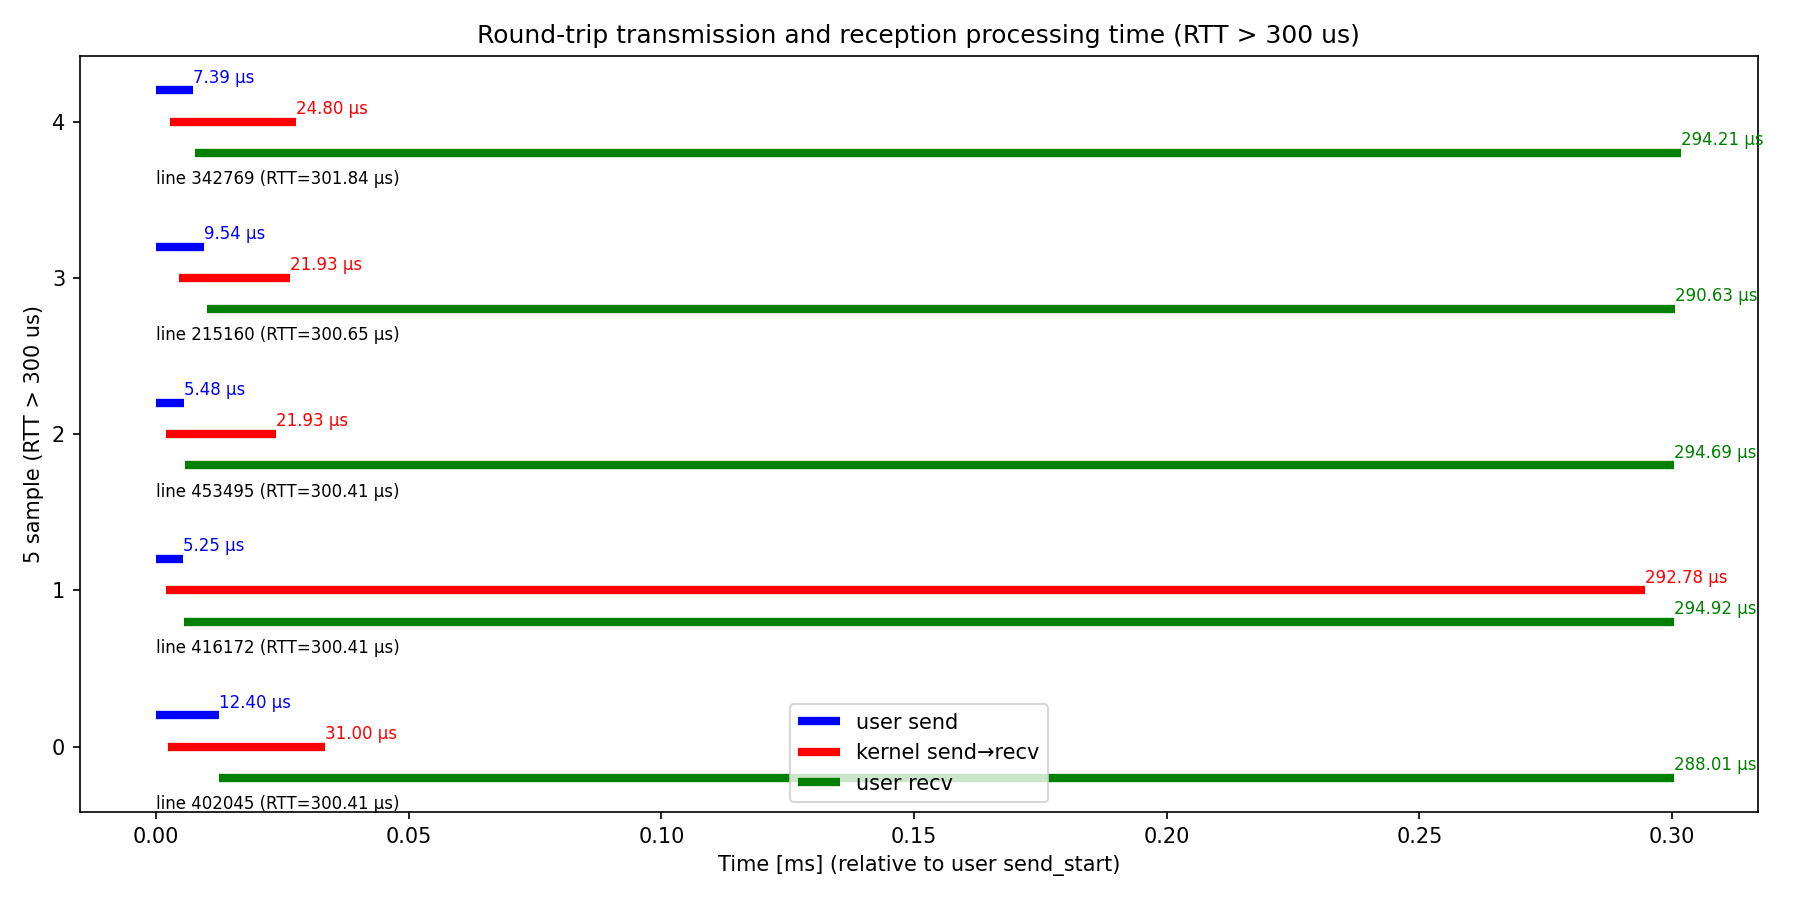 Round-trip transmission and reception processing time (RTT > 300 us)
7.39 µs
24.80 µs
4
294.21 µs
line 342769 (RTT=301.84 µs)
9.54 µs
21.93 µs
3
290.63 µs
line 215160 (RTT=300.65 µs)
5.48 µs
21.93 µs
2
294.69 µs
line 453495 (RTT=300.41 µs)
5.25 µs
292.78 µs
1
294.92 µs
line 416172 (RTT=300.41 µs)
12.40 µs
31.00 µs
0
288.01 µs
line 402045 (RTT=300.41 µs)
user send
kernel send→recv
user recv
5 sample (RTT > 300 us)
0.00 0.05 0.10 0.15 0.20 0.25 0.30
Time [ms] (relative to user send_start)